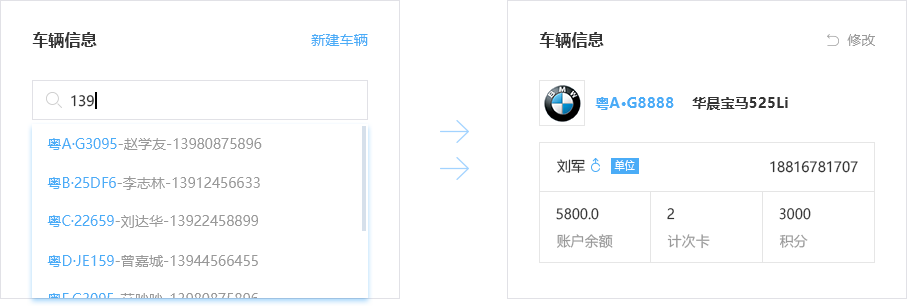 车辆信息
新建车辆
139
粤A·G3095-赵学友-13980875896
粤B·25DF6-李志林-13912456633
粤C·22659-刘达华-13922458899
粤D·JE159-曾嘉城-13944566455
车辆信息
修改
BMW
粤A·G8888 华晨宝马525Li
刘军 ♂ 单位 18816781707
5800.0 2 3000
账户余额 计次卡 积分